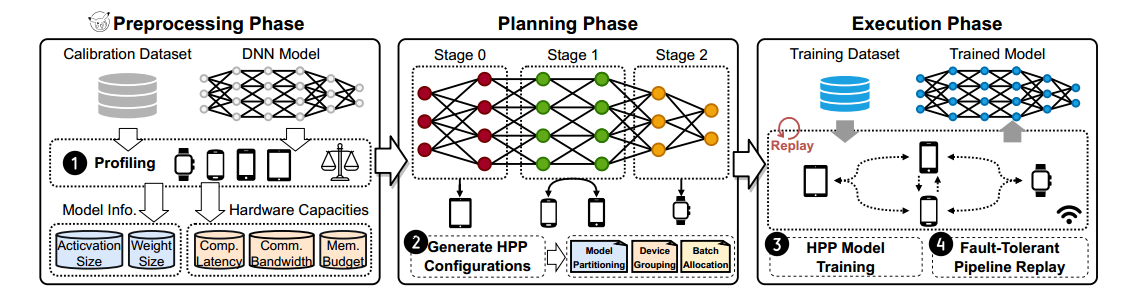 Preprocessing Phase
Calibration Dataset
DNN Model
1 Profiling
Model Info.
Hardware Capacities
Activation
Size
Weight
Size
Comp.
Latency
Comm.
Bandwidth
Mem.
Budget
Planning Phase
Stage 0
Stage 1
Stage 2
2 Generate HPP
Configurations
Model
Partitioning
Device
Grouping
Batch
Allocation
Execution Phase
Training Dataset
Trained Model
Replay
3 HPP Model
Training
4 Fault-Tolerant
Pipeline Replay